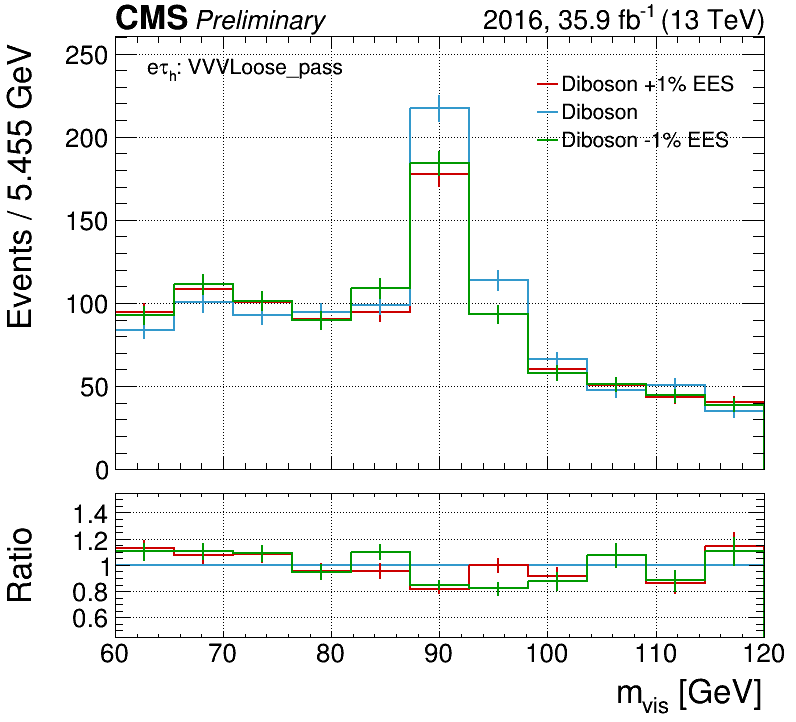 CMS Preliminary 2016, 35.9 fb⁻¹ (13 TeV)
eτₕ: VVVLoose_pass
Diboson +1% EES
Diboson
Diboson -1% EES
Events / 5.455 GeV
250
200
150
100
50
0
Ratio
1.4
1.2
1
0.8
0.6
60 70 80 90 100 110 120
m_vis [GeV]